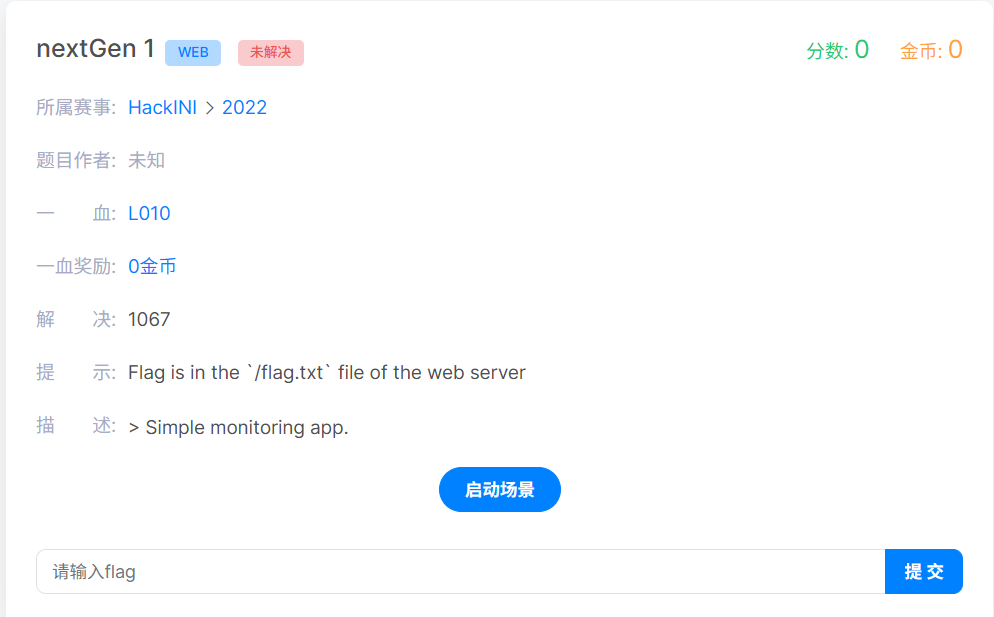 nextGen 1 WEB 未解决 分数: 0 金币: 0
所属赛事: HackINI > 2022
题目作者: 未知
一 血: L010
一血奖励: 0金币
解 决: 1067
提 示: Flag is in the `/flag.txt` file of the web server
描 述: > Simple monitoring app.
启动场景
请输入flag 提 交